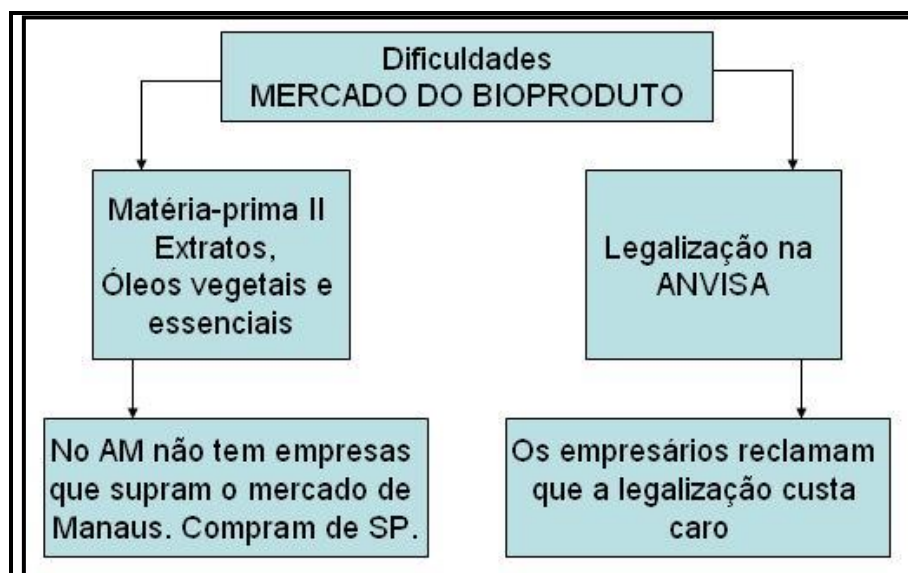 Dificuldades
MERCADO DO BIOPRODUTO
Matéria-prima II
Extratos,
Óleos vegetais e
essenciais
Legalização na
ANVISA
No AM não tem empresas
que supram o mercado de
Manaus. Compram de SP.
Os empresários reclamam
que a legalização custa
caro